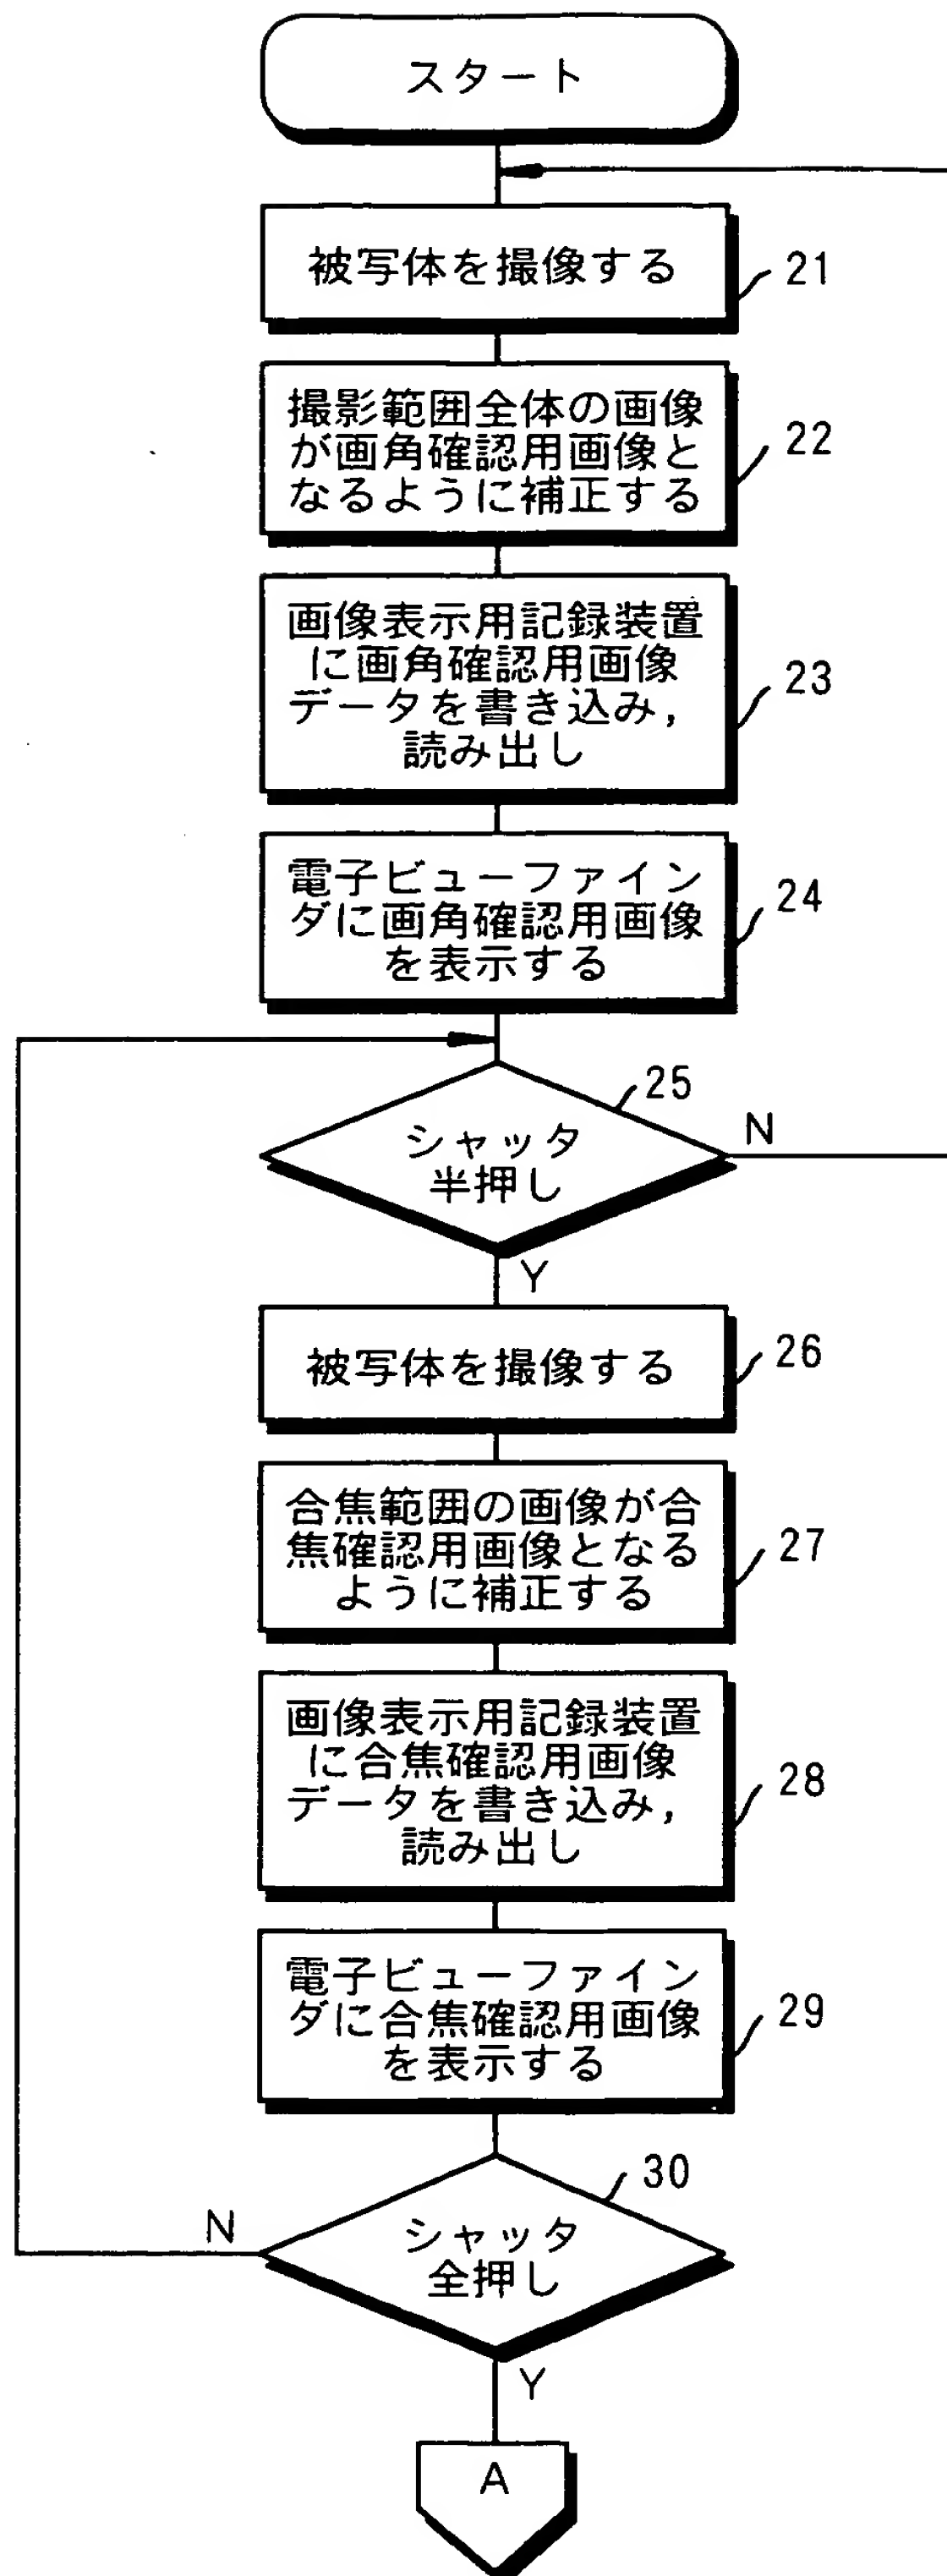 スタート
被写体を撮像する
21
撮影範囲全体の画像
が画角確認用画像と
なるように補正する
22
画像表示用記録装置
に画角確認用画像
データを書き込み,
読み出し
23
電子ビューファイン
ダに画角確認用画像
を表示する
24
25
シャッタ
半押し
N
Y
被写体を撮像する
26
合焦範囲の画像が合
焦確認用画像となる
ように補正する
27
画像表示用記録装置
に合焦確認用画像
データを書き込み,
読み出し
28
電子ビューファイン
ダに合焦確認用画像
を表示する
29
30
シャッタ
全押し
N
Y
A